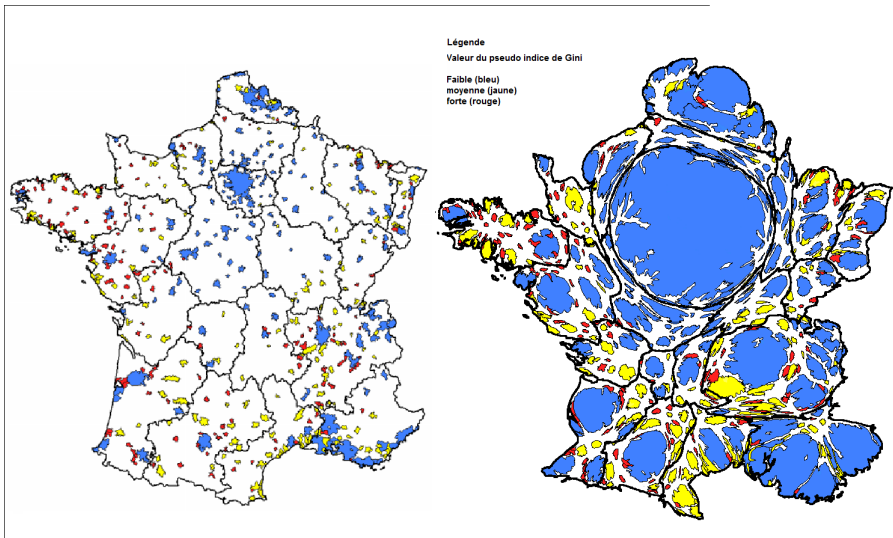 Légende
Valeur du pseudo indice de Gini
Faible (bleu)
moyenne (jaune)
forte (rouge)